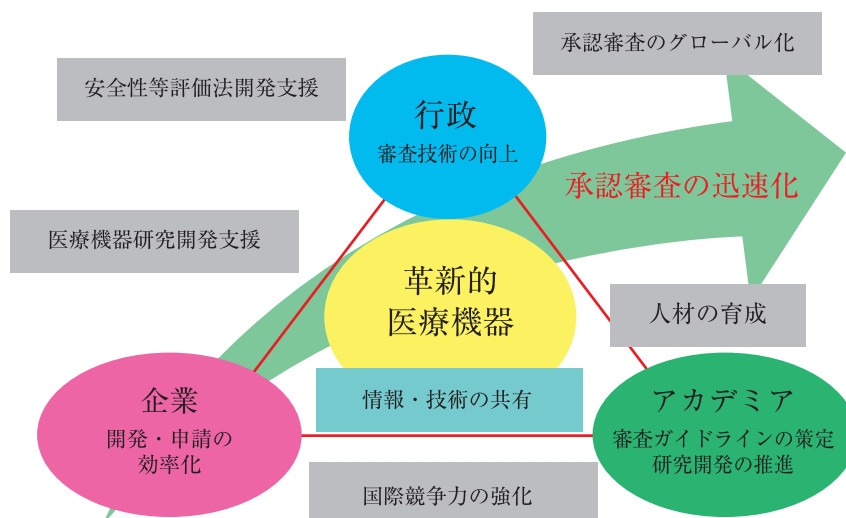 承認審査のグローバル化
安全性等評価法開発支援
行政
審査技術の向上
承認審査の迅速化
医療機器研究開発支援
革新的
医療機器
人材の育成
企業
開発・申請の
効率化
情報・技術の共有
アカデミア
審査ガイドラインの策定
研究開発の推進
国際競争力の強化